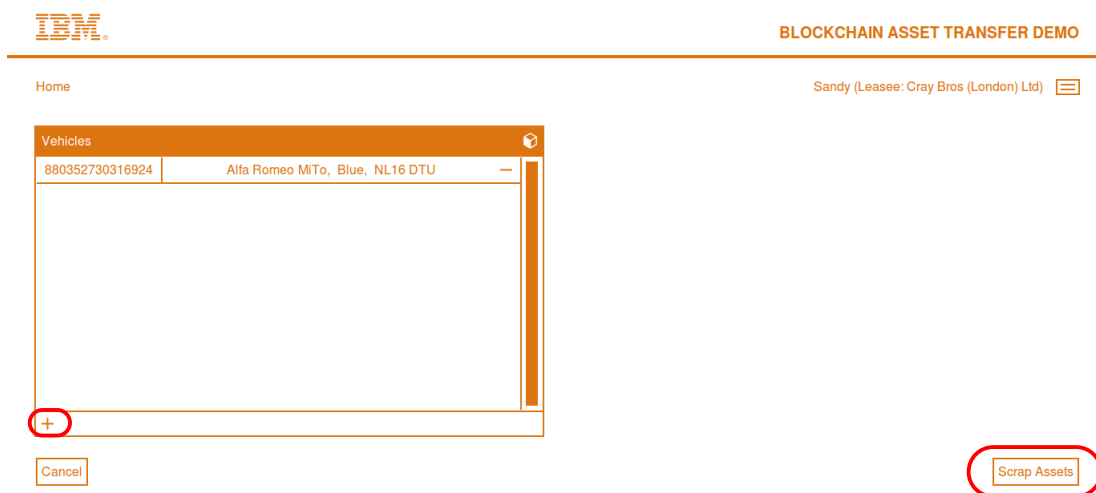 IBM®
BLOCKCHAIN ASSET TRANSFER DEMO
Home
Sandy (Leasee: Cray Bros (London) Ltd)
Vehicles
880352730316924 Alfa Romeo MiTo, Blue, NL16 DTU −
+
Cancel
Scrap Assets